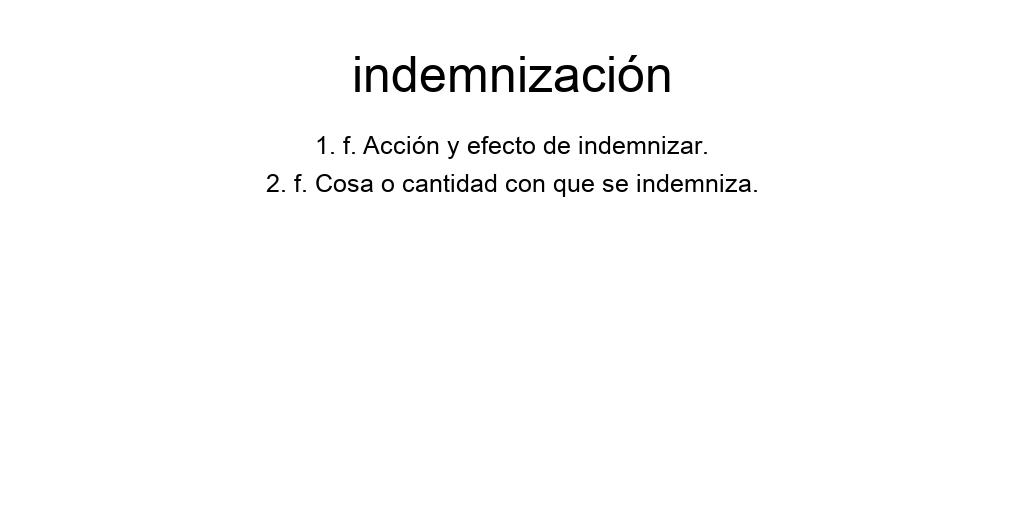 indemnización
1. f. Acción y efecto de indemnizar.
2. f. Cosa o cantidad con que se indemniza.